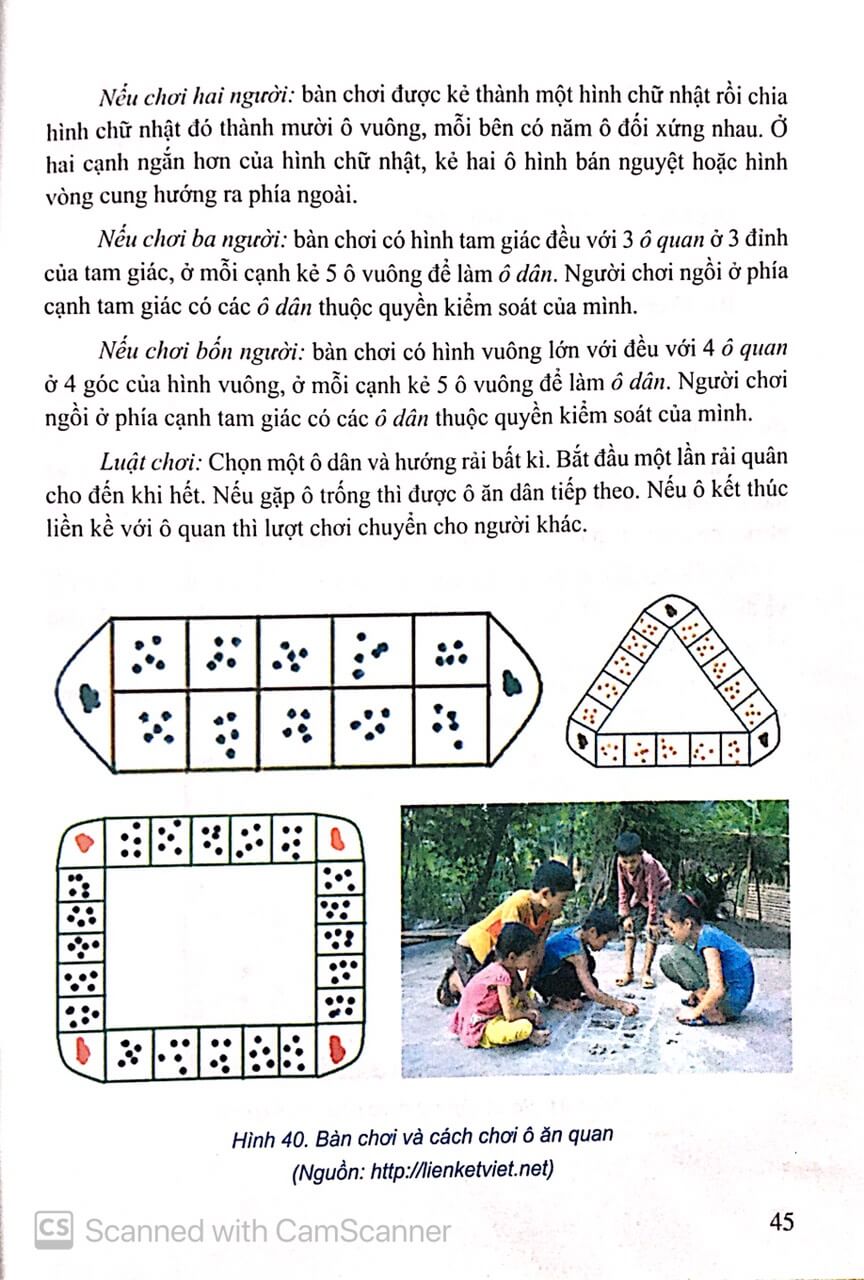 Nếu chơi hai người: bàn chơi được kẻ thành một hình chữ nhật rồi chia
hình chữ nhật đó thành mười ô vuông, mỗi bên có năm ô đối xứng nhau. Ở
hai cạnh ngắn hơn của hình chữ nhật, kẻ hai ô hình bán nguyệt hoặc hình
vòng cung hướng ra phía ngoài.
Nếu chơi ba người: bàn chơi có hình tam giác đều với 3 ô quan ở 3 đỉnh
của tam giác, ở mỗi cạnh kẻ 5 ô vuông để làm ô dân. Người chơi ngồi ở phía
cạnh tam giác có các ô dân thuộc quyền kiểm soát của mình.
Nếu chơi bốn người: bàn chơi có hình vuông lớn với đều với 4 ô quan
ở 4 góc của hình vuông, ở mỗi cạnh kẻ 5 ô vuông để làm ô dân. Người chơi
ngồi ở phía cạnh tam giác có các ô dân thuộc quyền kiểm soát của mình.
Luật chơi: Chọn một ô dân và hướng rải bất kì. Bắt đầu một lần rải quân
cho đến khi hết. Nếu gặp ô trống thì được ô ăn dân tiếp theo. Nếu ô kết thúc
liền kề với ô quan thì lượt chơi chuyển cho người khác.
Hình 40. Bàn chơi và cách chơi ô ăn quan
(Nguồn: http://lienketviet.net)
45
CS Scanned with CamScanner